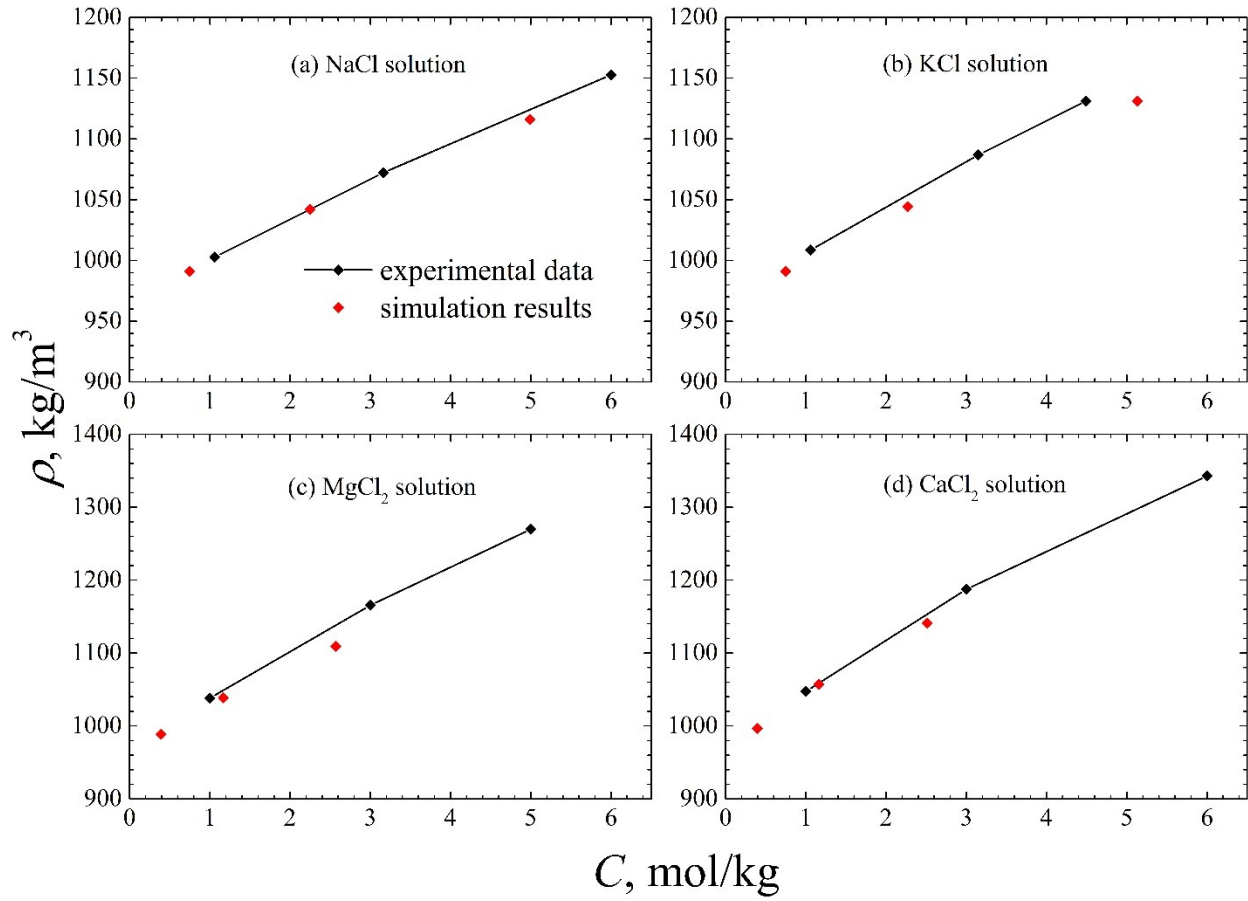 1200
1150
1100
1050
1000
950
900
(a) NaCl solution
experimental data
simulation results
0 1 2 3 4 5 6
1200
1150
1100
1050
1000
950
900
(b) KCl solution
0 1 2 3 4 5 6
ρ, kg/m³
1400
1300
1200
1100
1000
900
(c) MgCl₂ solution
0 1 2 3 4 5 6
1400
1300
1200
1100
1000
900
(d) CaCl₂ solution
0 1 2 3 4 5 6
C, mol/kg